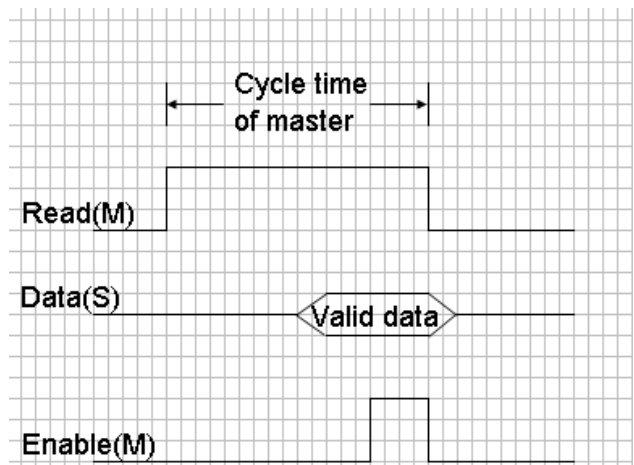 Cycle time
of master
Read(M)
Data(S)
Valid data
Enable(M)